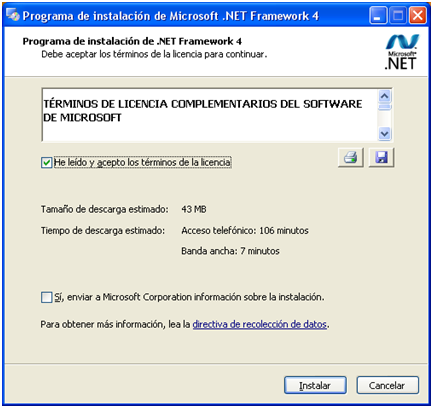 Programa de instalación de Microsoft .NET Framework 4
Programa de instalación de .NET Framework 4
Debe aceptar los términos de la licencia para continuar.
Microsoft
.NET
TÉRMINOS DE LICENCIA COMPLEMENTARIOS DEL SOFTWARE
DE MICROSOFT
He leído y acepto los términos de la licencia
Tamaño de descarga estimado: 43 MB
Tiempo de descarga estimado: Acceso telefónico: 106 minutos
Banda ancha: 7 minutos
Sí, enviar a Microsoft Corporation información sobre la instalación.
Para obtener más información, lea la directiva de recolección de datos.
Instalar Cancelar